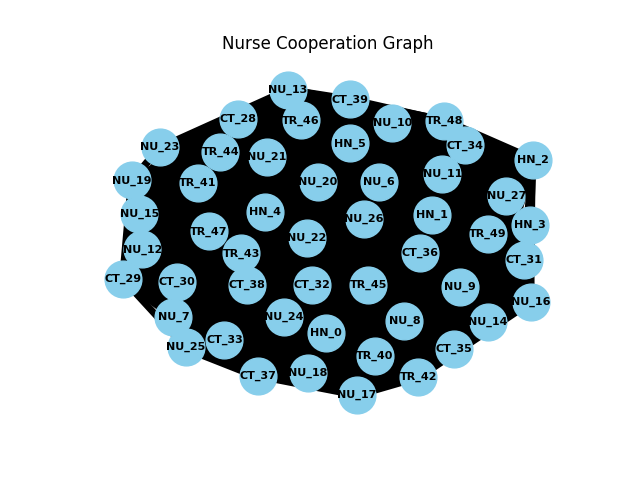 Nurse Cooperation Graph
NU_13
CT_39
CT_28
TR_46
NU_10
TR_48
HN_5
CT_34
NU_23
TR_44
NU_21
HN_2
NU_11
NU_19
TR_41
NU_20
NU_6
NU_27
NU_15
HN_4
NU_26
HN_1
HN_3
TR_47
NU_22
TR_49
NU_12
TR_43
CT_36
CT_31
CT_29
CT_30
CT_38
CT_32
TR_45
NU_9
NU_16
NU_7
NU_24
NU_8
NU_14
HN_0
CT_33
NU_25
CT_35
TR_40
CT_37
NU_18
TR_42
NU_17